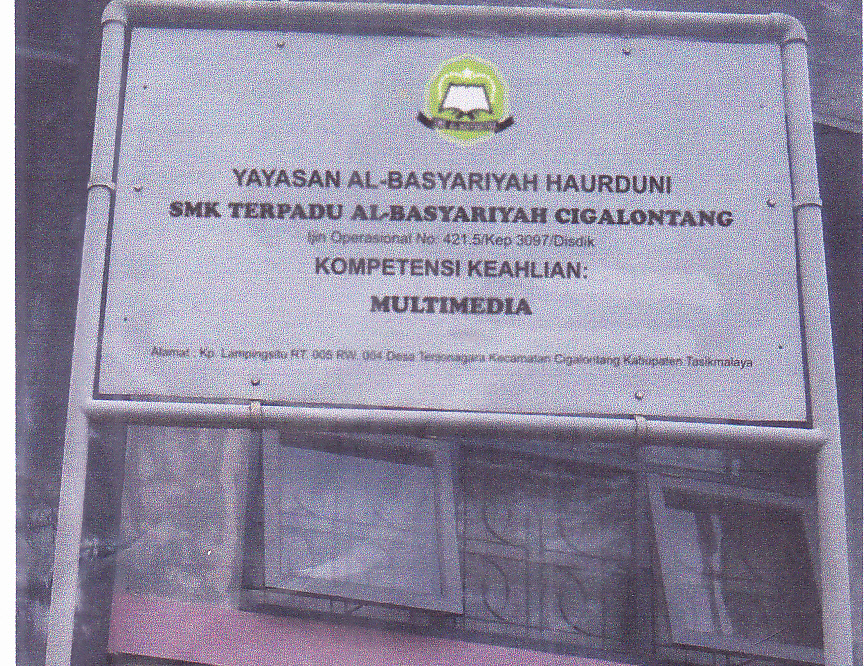 YAYASAN AL-BASYARIYAH HAURDUNI
SMK TERPADU AL-BASYARIYAH CIGALONTANG
Ijin Operasional No. 421.5/Kep 3097/Disdik
KOMPETENSI KEAHLIAN:
MULTIMEDIA
Alamat : Kp. Lampingsitu RT. 005 RW. 004 Desa Tersonagara Kecamatan Cigalontang Kabupaten Tasikmalaya